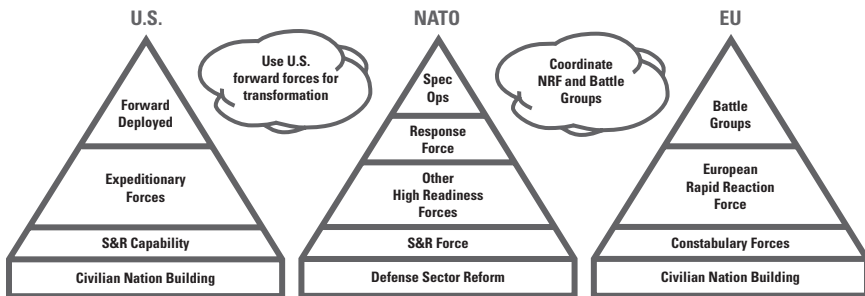 U.S.
NATO
EU
Use U.S.
forward forces for
transformation
Coordinate
NRF and Battle
Groups
Forward
Deployed
Expeditionary
Forces
S&R Capability
Civilian Nation Building
Spec
Ops
Response
Force
Other
High Readiness
Forces
S&R Force
Defense Sector Reform
Battle
Groups
European
Rapid Reaction
Force
Constabulary Forces
Civilian Nation Building